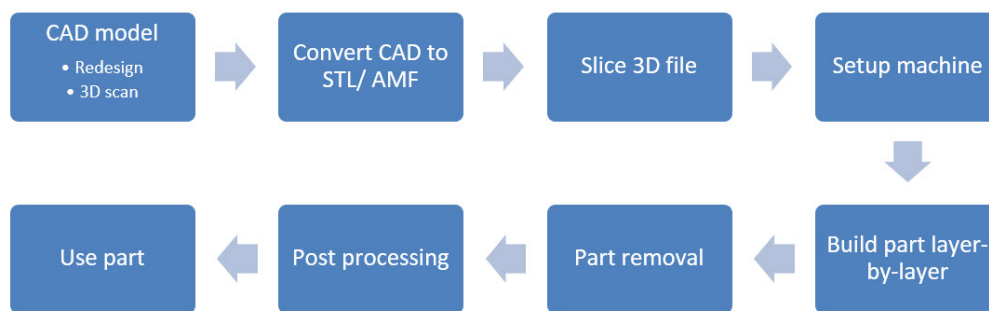 CAD model
• Redesign
• 3D scan
Convert CAD to
STL/ AMF
Slice 3D file
Setup machine
Build part layer-
by-layer
Part removal
Post processing
Use part